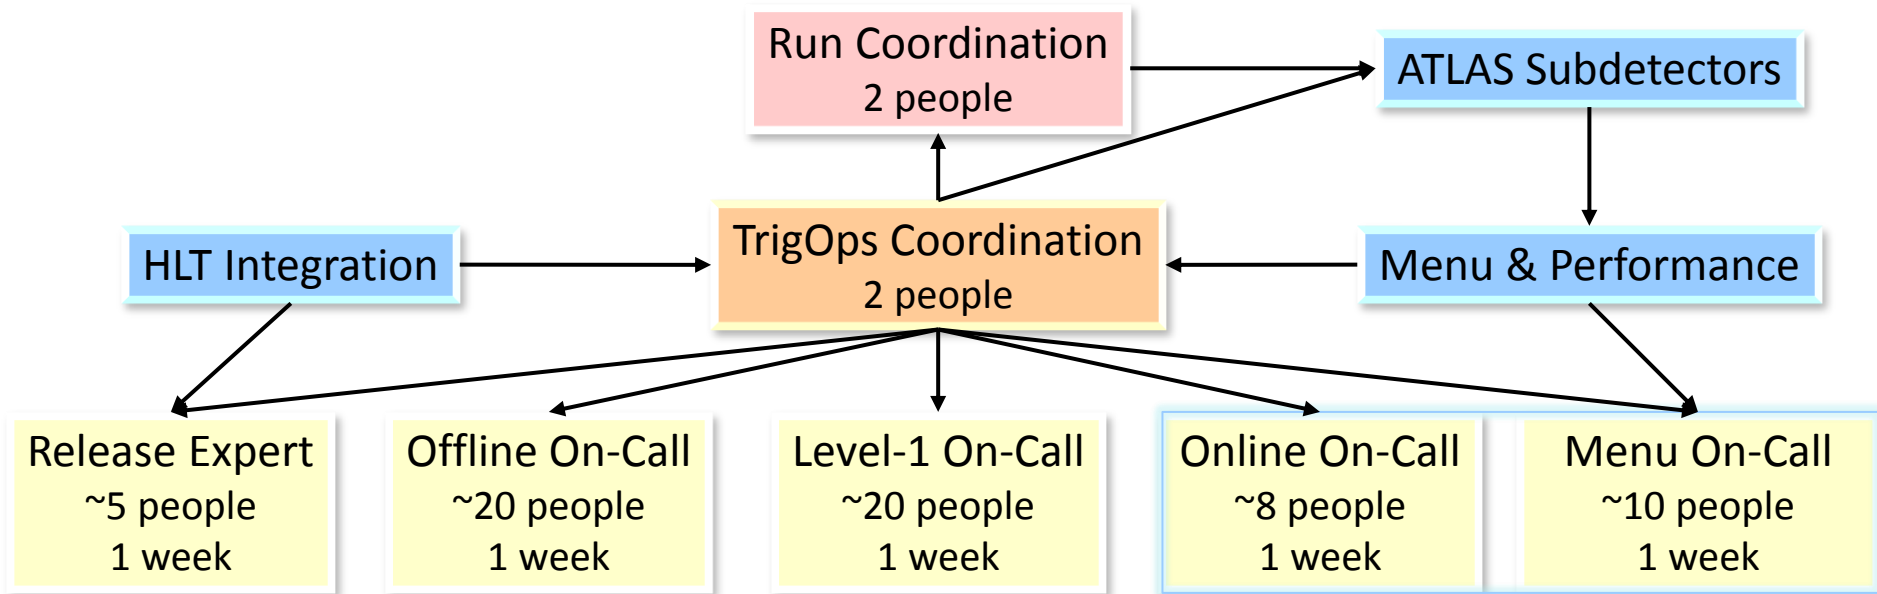 Run Coordination
2 people
ATLAS Subdetectors
HLT Integration
TrigOps Coordination
2 people
Menu & Performance
Release Expert
~5 people
1 week
Offline On-Call
~20 people
1 week
Level-1 On-Call
~20 people
1 week
Online On-Call
~8 people
1 week
Menu On-Call
~10 people
1 week